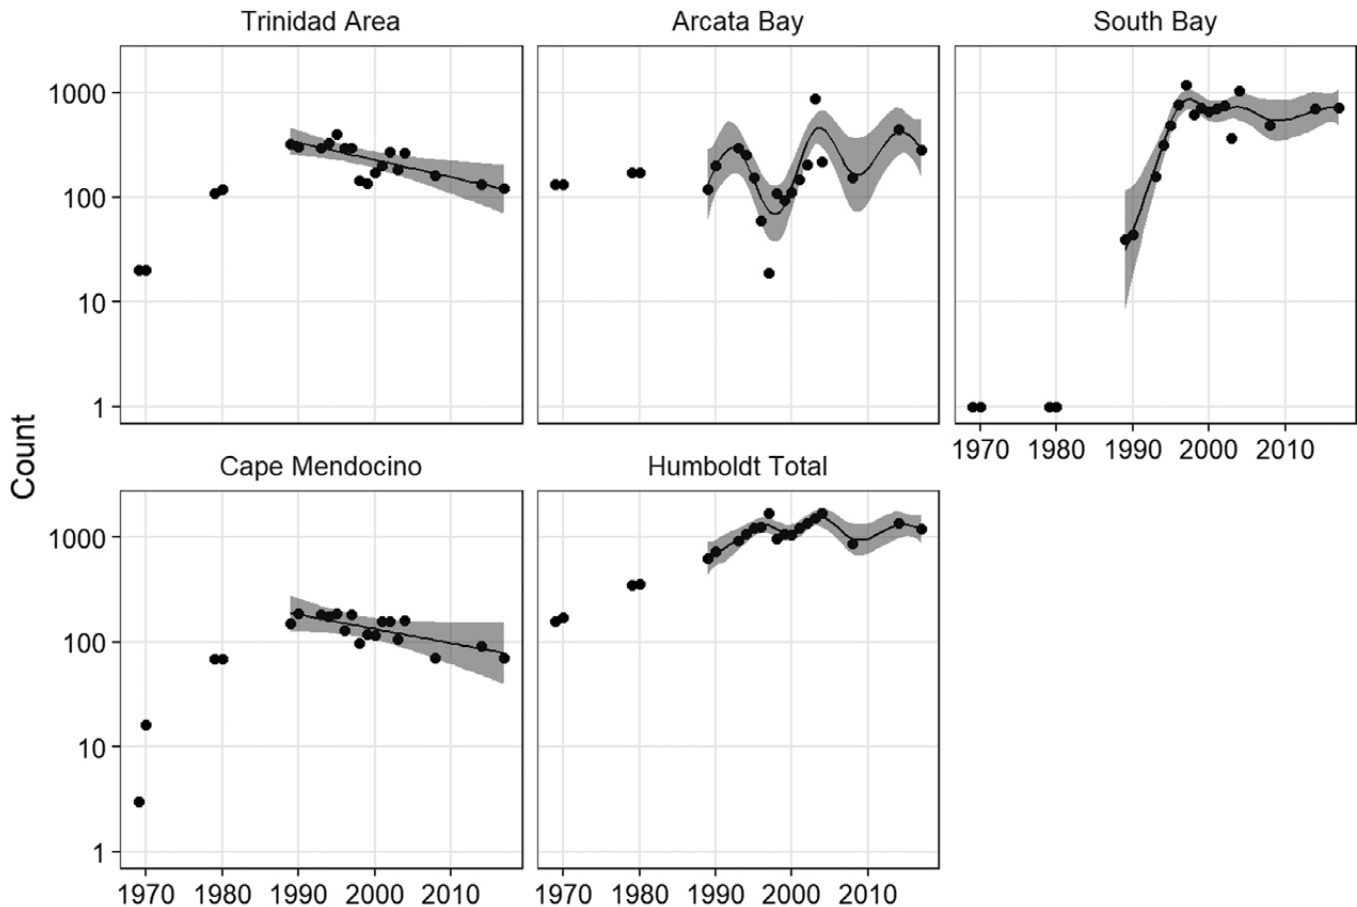 Trinidad Area
Arcata Bay
South Bay
1000
100
10
1
1970 1980 1990 2000 2010
Count
Cape Mendocino
Humboldt Total
1000
100
10
1
1970 1980 1990 2000 2010
1970 1980 1990 2000 2010